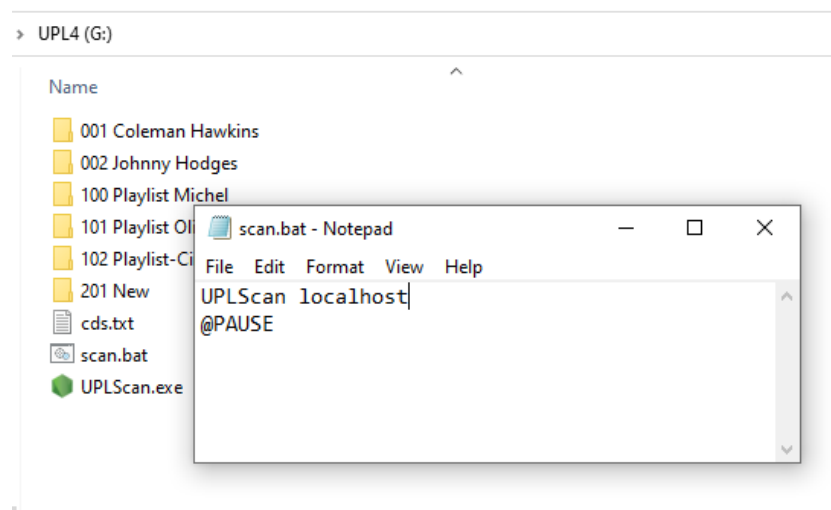 UPL4 (G:)
Name
001 Coleman Hawkins
002 Johnny Hodges
100 Playlist Michel
101 Playlist Oli
102 Playlist-Ci
201 New
cds.txt
scan.bat
UPLScan.exe
scan.bat - Notepad
File Edit Format View Help
UPLScan localhost
@PAUSE